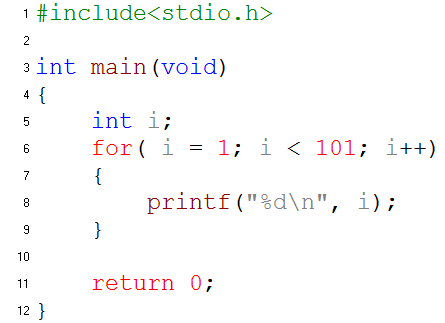 1 #include<stdio.h>
2
3 int main(void)
4 {
5     int i;
6     for( i = 1; i < 101; i++)
7     {
8         printf("%d\n", i);
9     }
10
11     return 0;
12 }